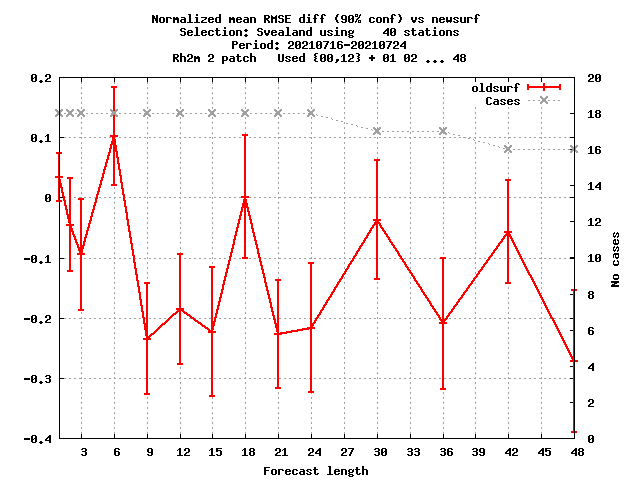 Normalized mean RMSE diff (90% conf) vs newsurf
Selection: Svealand using    40 stations
Period: 20210716-20210724
Rh2m 2 patch   Used {00,12} + 01 02 ... 48
0.2 20
oldsurf
Cases
18
0.1
16
14
0
12
No cases
-0.1 10
8
-0.2
6
-0.3
4
2
-0.4 0
3 6 9 12 15 18 21 24 27 30 33 36 39 42 45 48
Forecast length